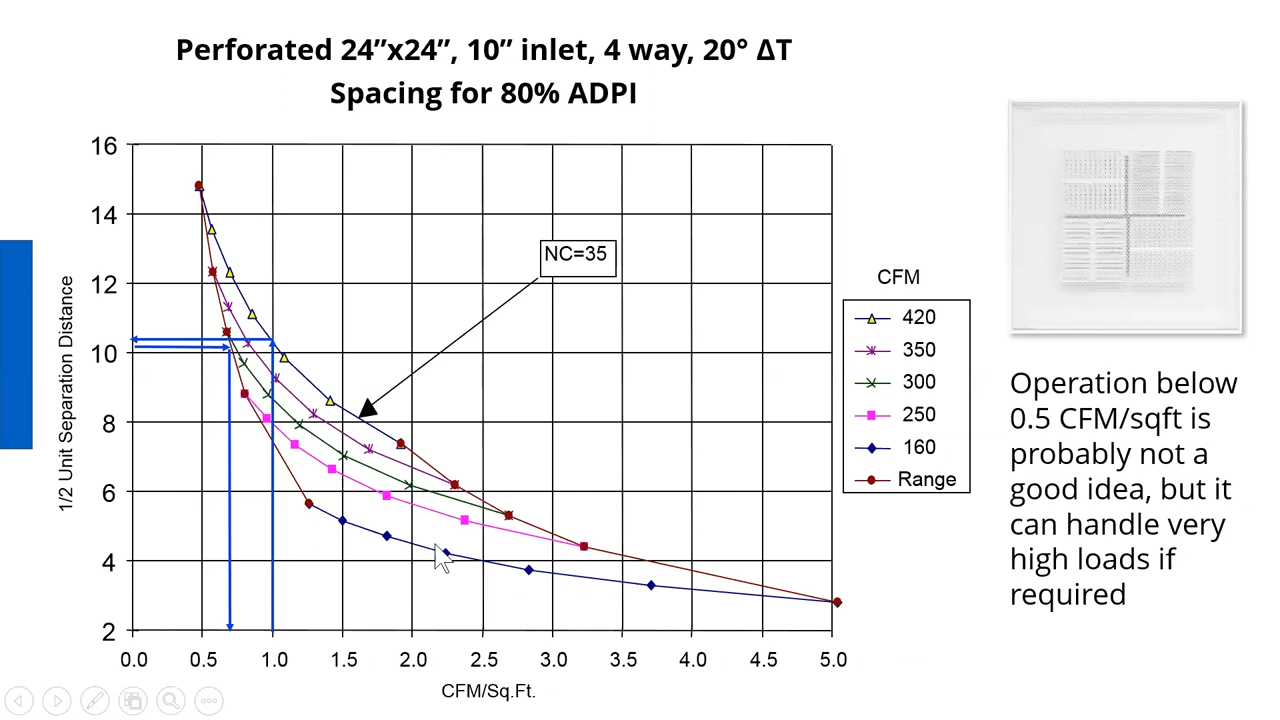 Perforated 24”x24”, 10” inlet, 4 way, 20° ΔT
Spacing for 80% ADPI
16
14
12
10
8
6
4
2
1/2 Unit Separation Distance
0.0 0.5 1.0 1.5 2.0 2.5 3.0 3.5 4.0 4.5 5.0
CFM/Sq.Ft.
NC=35
CFM
420
350
300
250
160
Range
Operation below
0.5 CFM/sqft is
probably not a
good idea, but it
can handle very
high loads if
required